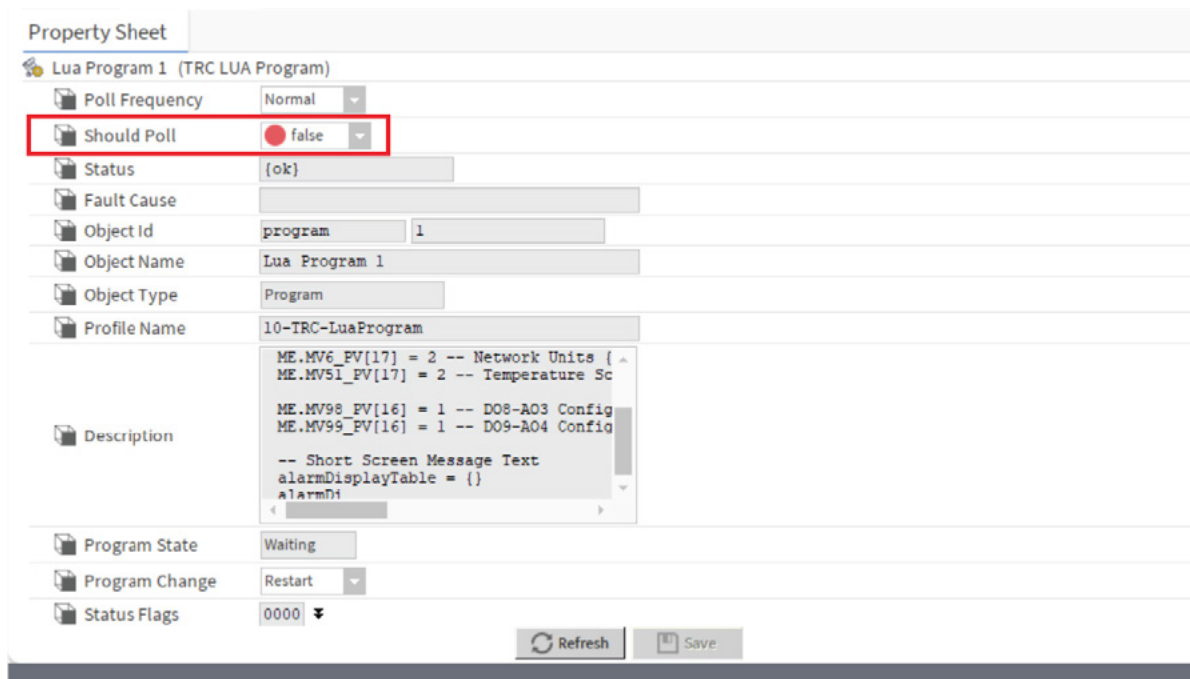 Property Sheet
Lua Program 1 (TRC LUA Program)
Poll Frequency Normal
Should Poll false
Status {ok}
Fault Cause
Object Id program 1
Object Name Lua Program 1
Object Type Program
Profile Name 10-TRC-LuaProgram
Description
ME.MV6_PV[17] = 2 -- Network Units (
ME.MV51_PV[17] = 2 -- Temperature Sc
ME.MV98_PV[16] = 1 -- DO8-AO3 Config
ME.MV99_PV[16] = 1 -- DO9-AO4 Config
-- Short Screen Message Text
alarmDisplayTable = {}
alarmDi
Program State Waiting
Program Change Restart
Status Flags 0000
Refresh Save